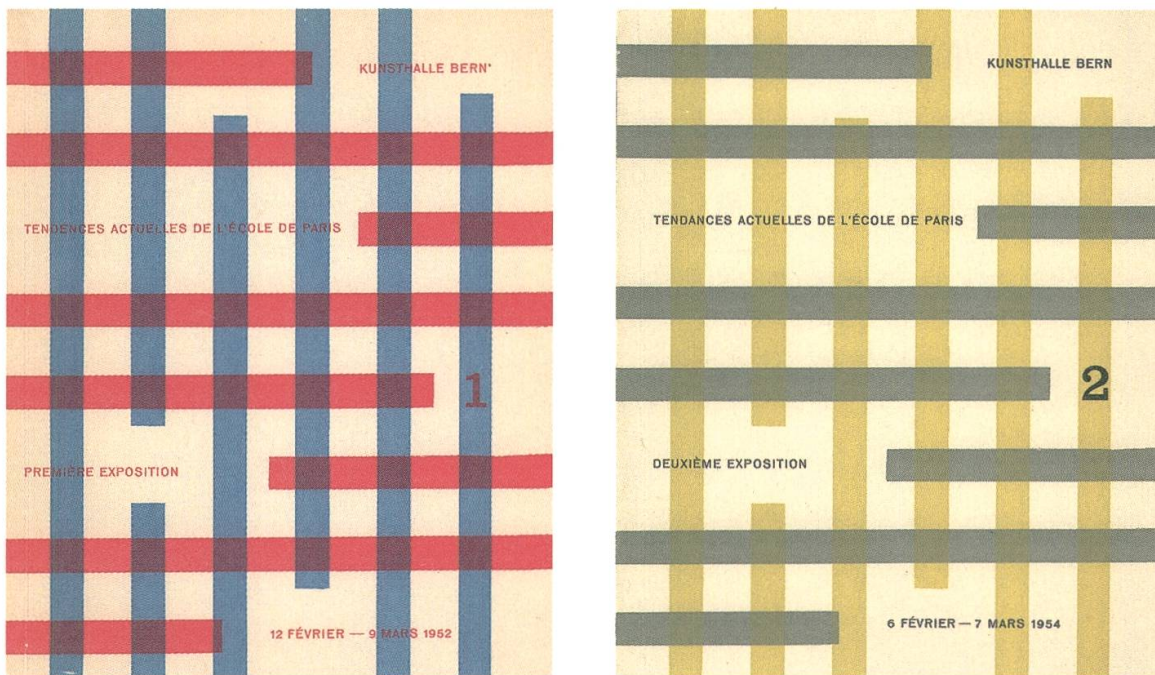 KUNSTHALLE BERN
TENDENCES ACTUELLES DE L'ÉCOLE DE PARIS
1
PREMIÈRE EXPOSITION
12 FÉVRIER — 9 MARS 1952
KUNSTHALLE BERN
TENDANCES ACTUELLES DE L'ÉCOLE DE PARIS
2
DEUXIÈME EXPOSITION
6 FÉVRIER — 7 MARS 1954